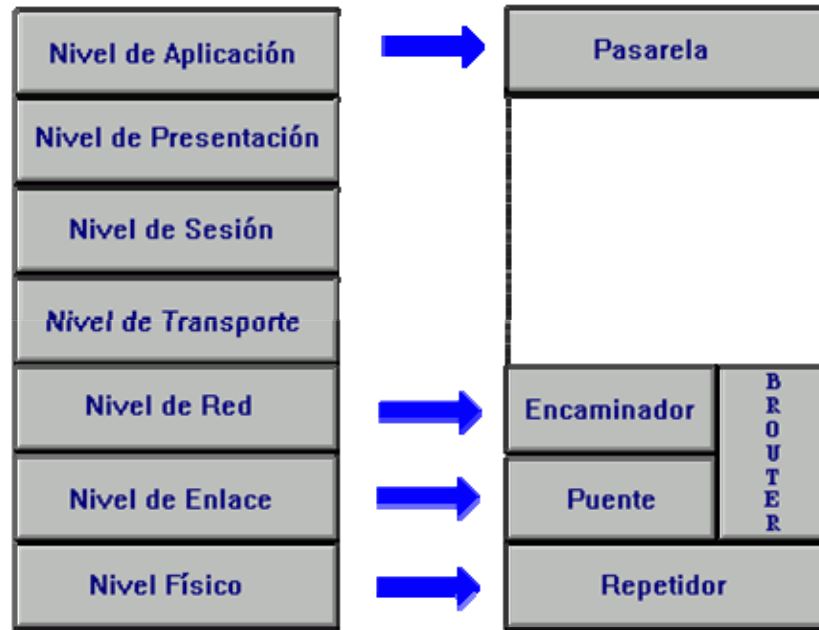 Nivel de Aplicación
Nivel de Presentación
Nivel de Sesión
Nivel de Transporte
Nivel de Red
Nivel de Enlace
Nivel Físico
Pasarela
Encaminador
Puente
BROUTER
Repetidor